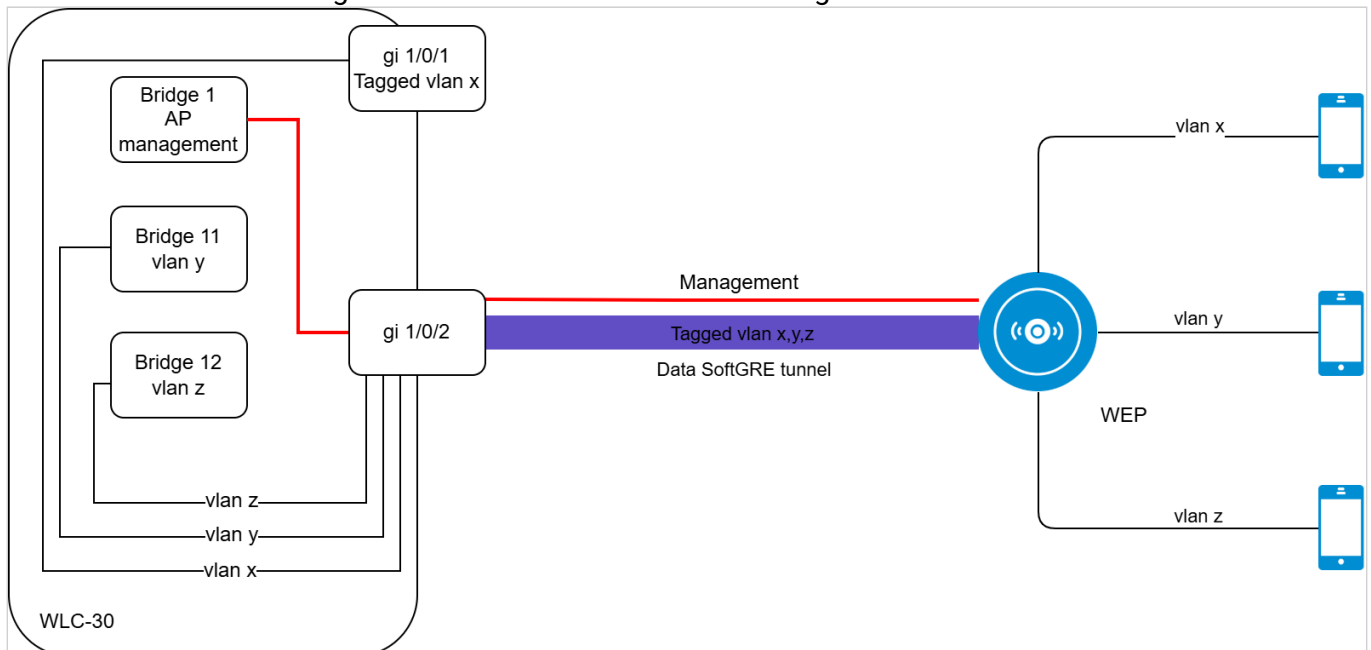 gi 1/0/1
Tagged vlan x
Bridge 1
AP
management
Bridge 11
vlan y
Bridge 12
vlan z
gi 1/0/2
vlan z
vlan y
vlan x
WLC-30
Management
Tagged vlan x,y,z
Data SoftGRE tunnel
WEP
vlan x
vlan y
vlan z